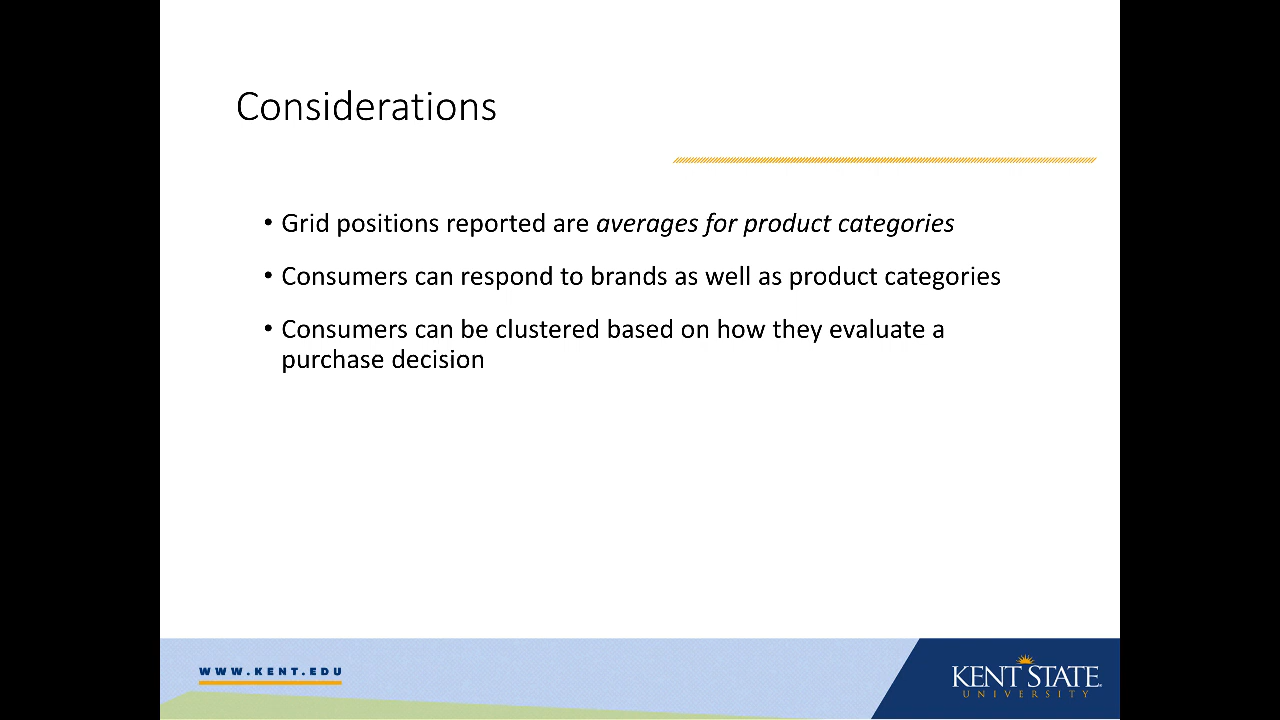 Considerations
• Grid positions reported are averages for product categories
• Consumers can respond to brands as well as product categories
• Consumers can be clustered based on how they evaluate a
purchase decision
WWW.KENT.EDU
KENT STATE
UNIVERSITY